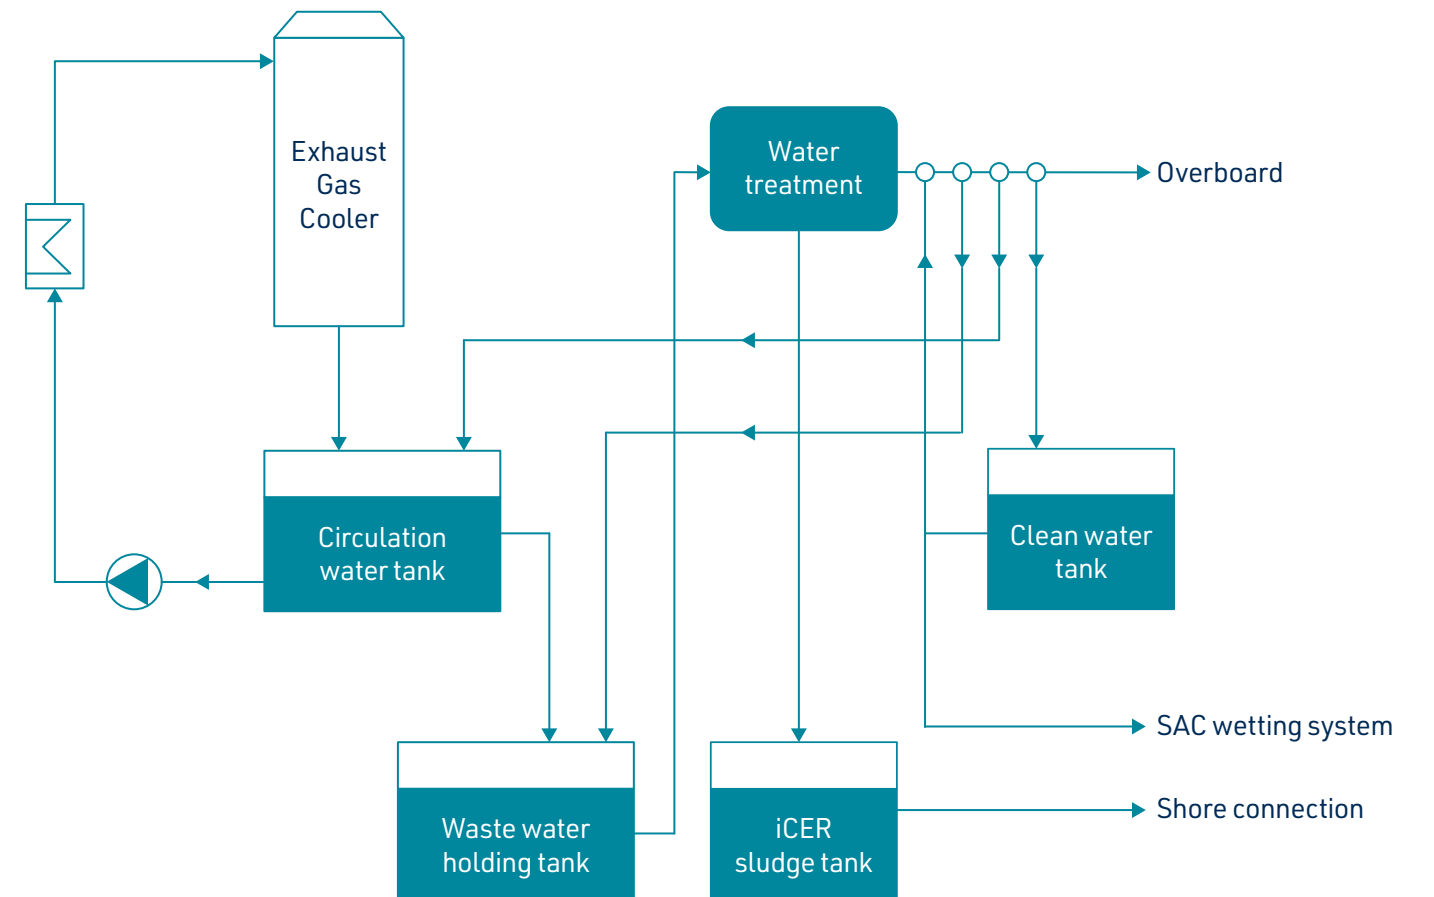 Exhaust
Gas
Cooler
Water
treatment
Overboard
Circulation
water tank
Clean water
tank
SAC wetting system
Shore connection
Waste water
holding tank
iCER
sludge tank